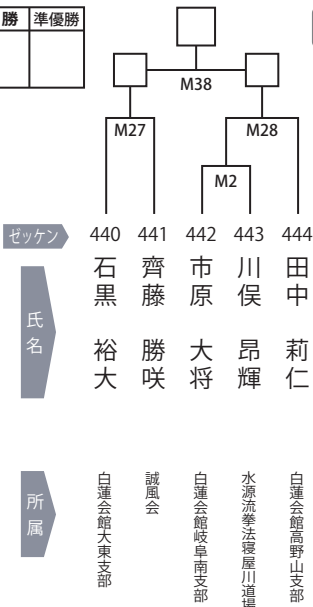 勝 準優勝
M38
M27 M28
M2
ゼッケン 440 441 442 443 444
氏名
石黒 裕大
齊藤 勝咲
市原 大将
川俣 昂輝
田中 莉仁
所属
白蓮会館大東支部
誠風会
白蓮会館岐阜南支部
水源流拳法寝屋川道場
白蓮会館高野山支部